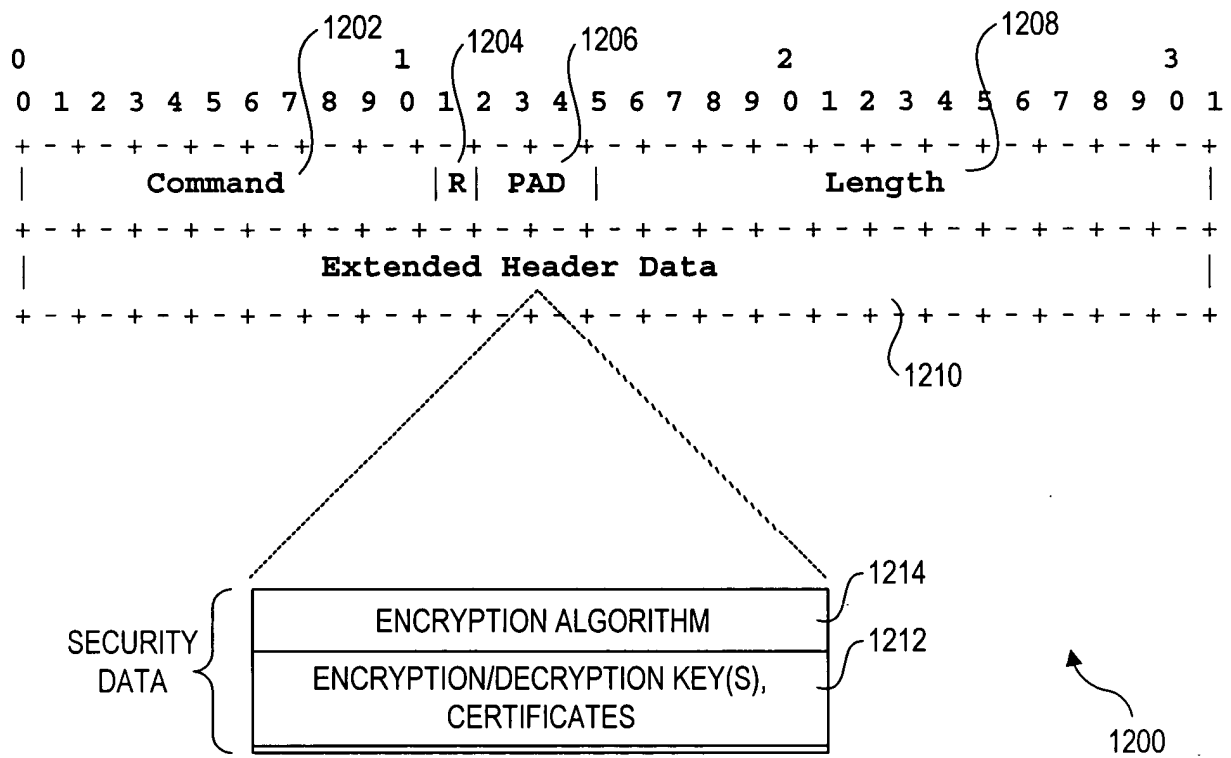 1202
1204
1206
1208
0 1 2 3
0 1 2 3 4 5 6 7 8 9 0 1 2 3 4 5 6 7 8 9 0 1 2 3 4 5 6 7 8 9 0 1
+ - + - + - + - + - + - + - + - + - + - + - + - + - + - + - + - +
| Command |R| PAD | Length |
+ - + - + - + - + - + - + - + - + - + - + - + - + - + - + - + - +
| Extended Header Data |
+ - + - + - + - + - + - + - + - + - + - + - + - + - + - + - + - +
1210
1214
ENCRYPTION ALGORITHM
1212
SECURITY
DATA
ENCRYPTION/DECRYPTION KEY(S),
CERTIFICATES
1200